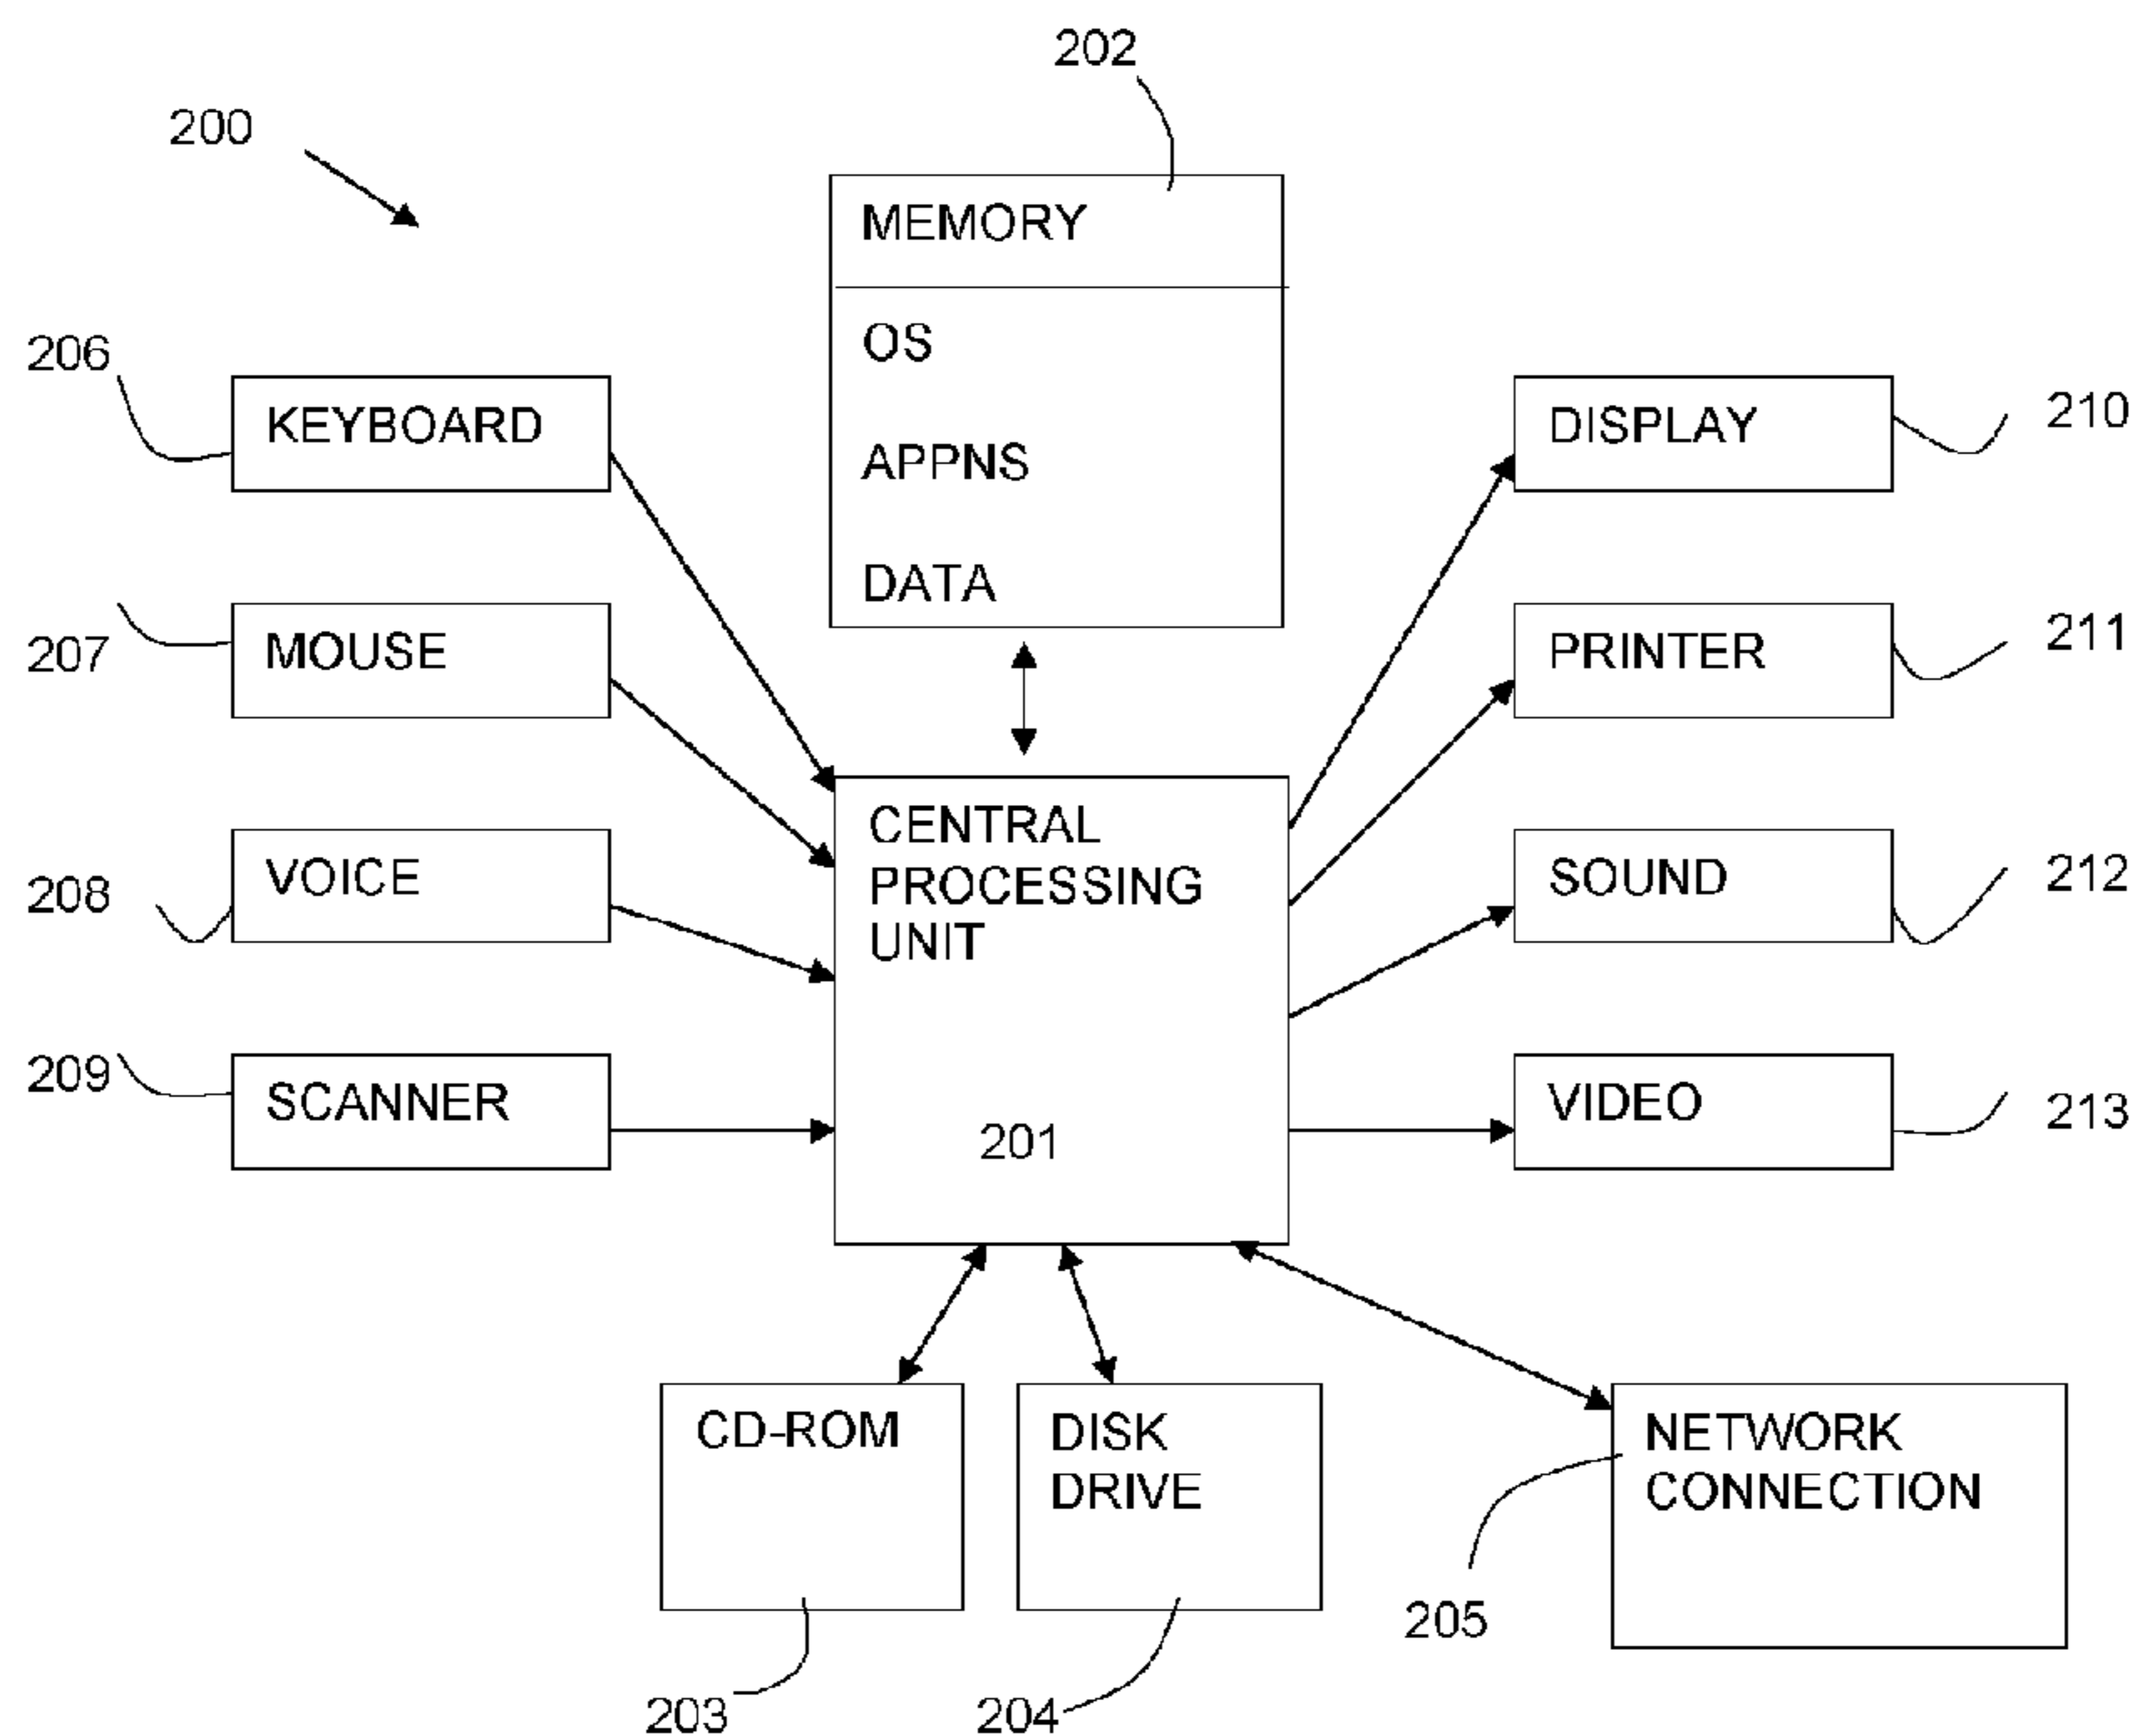 202
200
MEMORY
OS
APPNS
DATA
206
KEYBOARD
207
MOUSE
208
VOICE
209
SCANNER
CENTRAL
PROCESSING
UNIT
201
DISPLAY
210
PRINTER
211
SOUND
212
VIDEO
213
CD-ROM
DISK
DRIVE
NETWORK
CONNECTION
203
204
205